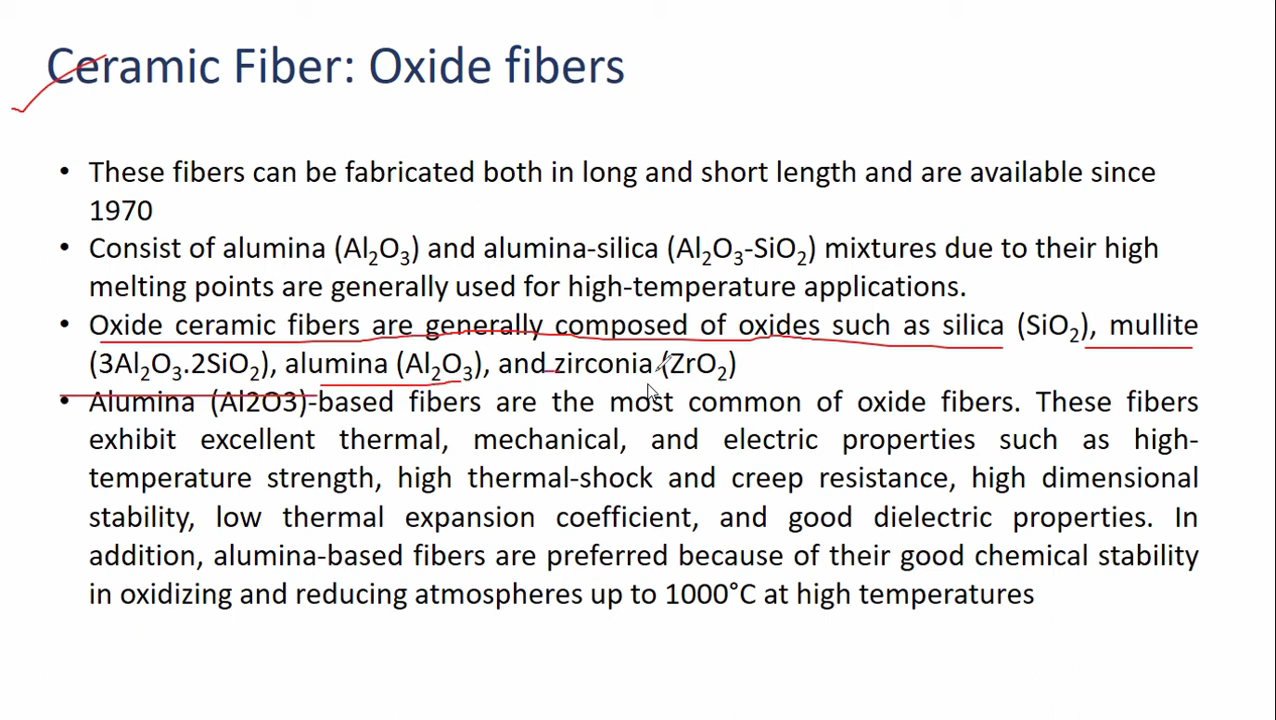 Ceramic Fiber: Oxide fibers
• These fibers can be fabricated both in long and short length and are available since
1970
• Consist of alumina (Al₂O₃) and alumina-silica (Al₂O₃-SiO₂) mixtures due to their high
melting points are generally used for high-temperature applications.
• Oxide ceramic fibers are generally composed of oxides such as silica (SiO₂), mullite
(3Al₂O₃.2SiO₂), alumina (Al₂O₃), and zirconia (ZrO₂)
• Alumina (Al2O3)-based fibers are the most common of oxide fibers. These fibers
exhibit excellent thermal, mechanical, and electric properties such as high-
temperature strength, high thermal-shock and creep resistance, high dimensional
stability, low thermal expansion coefficient, and good dielectric properties. In
addition, alumina-based fibers are preferred because of their good chemical stability
in oxidizing and reducing atmospheres up to 1000°C at high temperatures